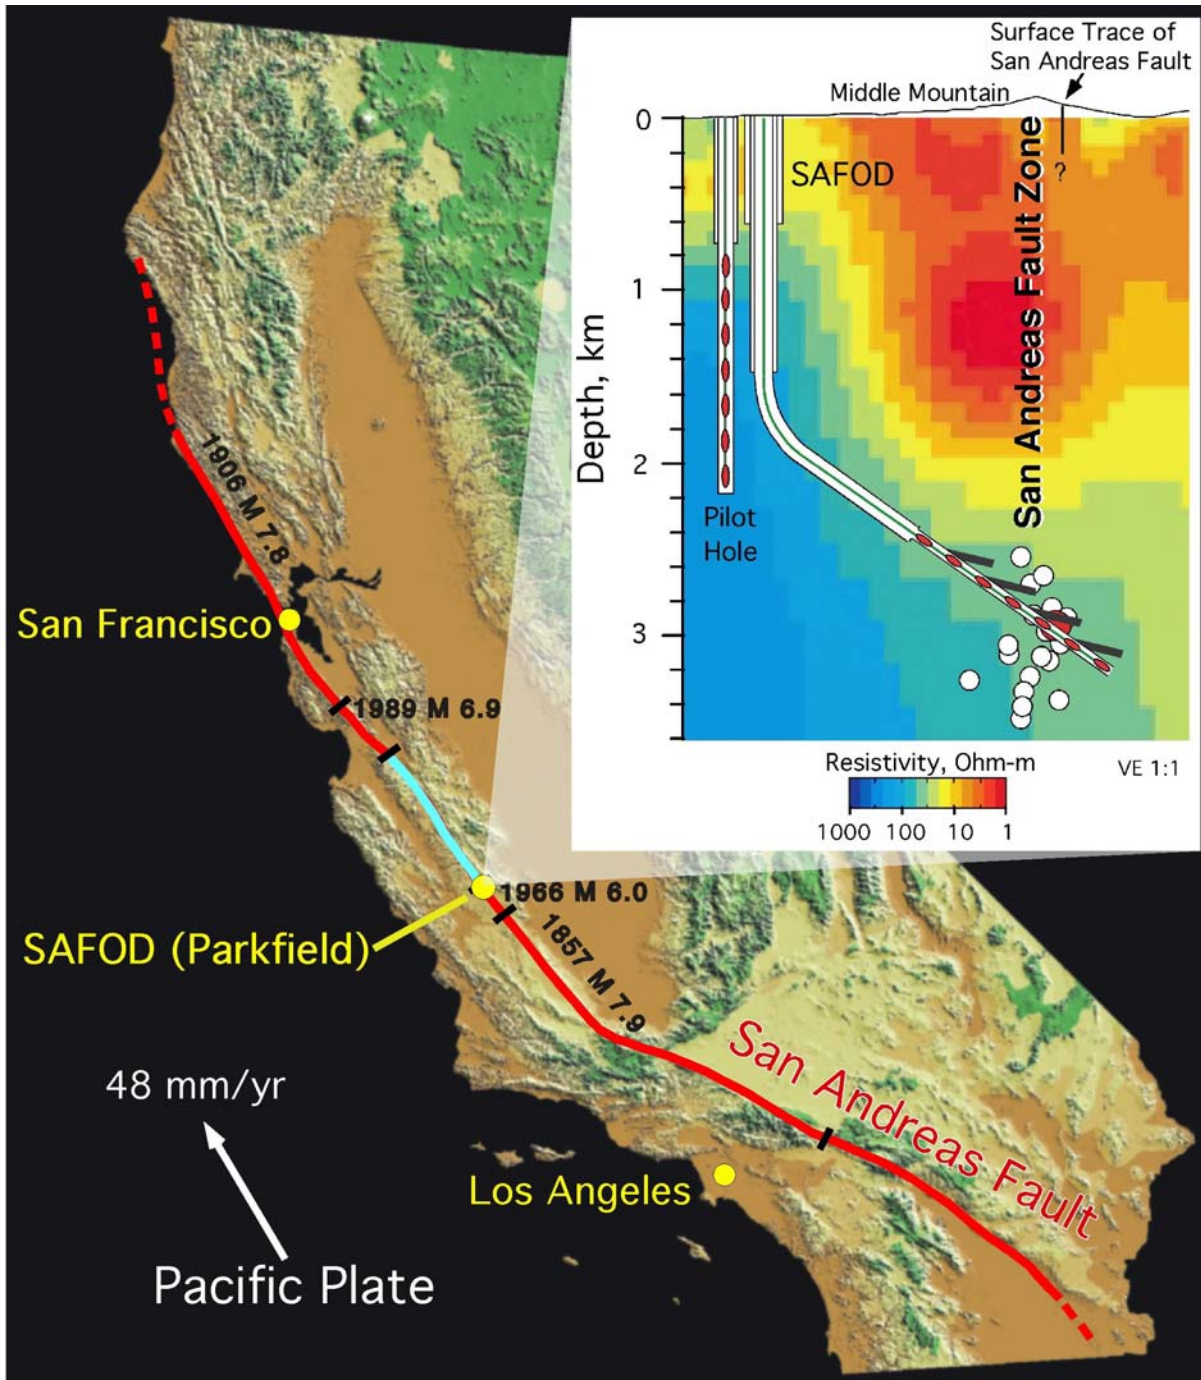 Surface Trace of
San Andreas Fault
Middle Mountain
0
SAFOD
?
San Andreas Fault Zone
1
Depth, km
2
Pilot
Hole
3
Resistivity, Ohm-m
VE 1:1
1000 100 10 1
1906 M 7.8
San Francisco
1989 M 6.9
1966 M 6.0
SAFOD (Parkfield)
1857 M 7.9
San Andreas Fault
48 mm/yr
Los Angeles
Pacific Plate